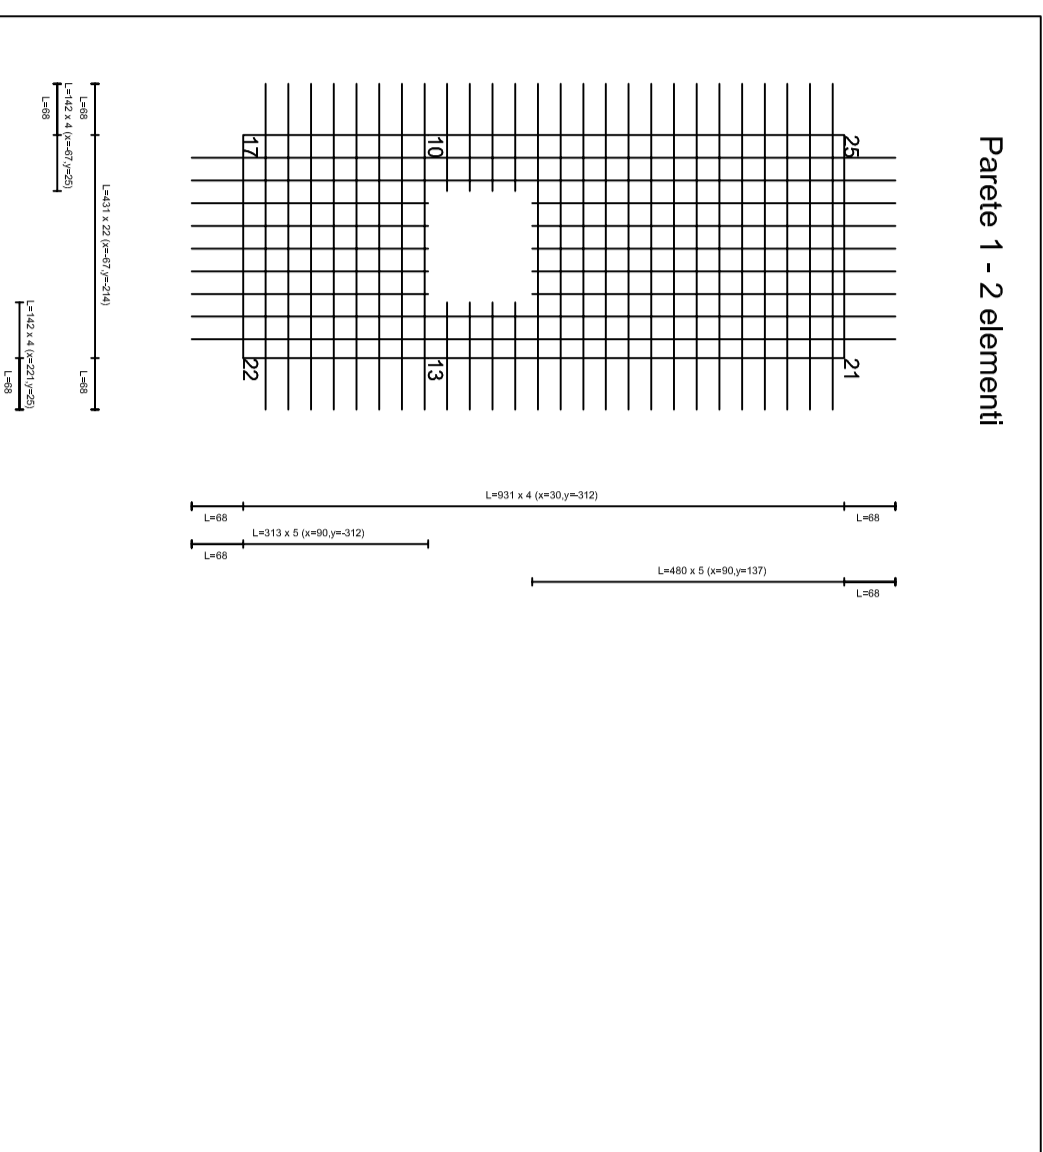 Parete 1 - 2 elementi
17
10
25
22
13
21
L=68
L=142 x 4 (x=-67,y=25)
L=68
L=431 x 22 (x=-67,y=-214)
L=68
L=142 x 4 (x=221,y=25)
L=68
L=931 x 4 (x=30,y=-312)
L=68
L=68
L=313 x 5 (x=90,y=-312)
L=68
L=480 x 5 (x=90,y=137)
L=68